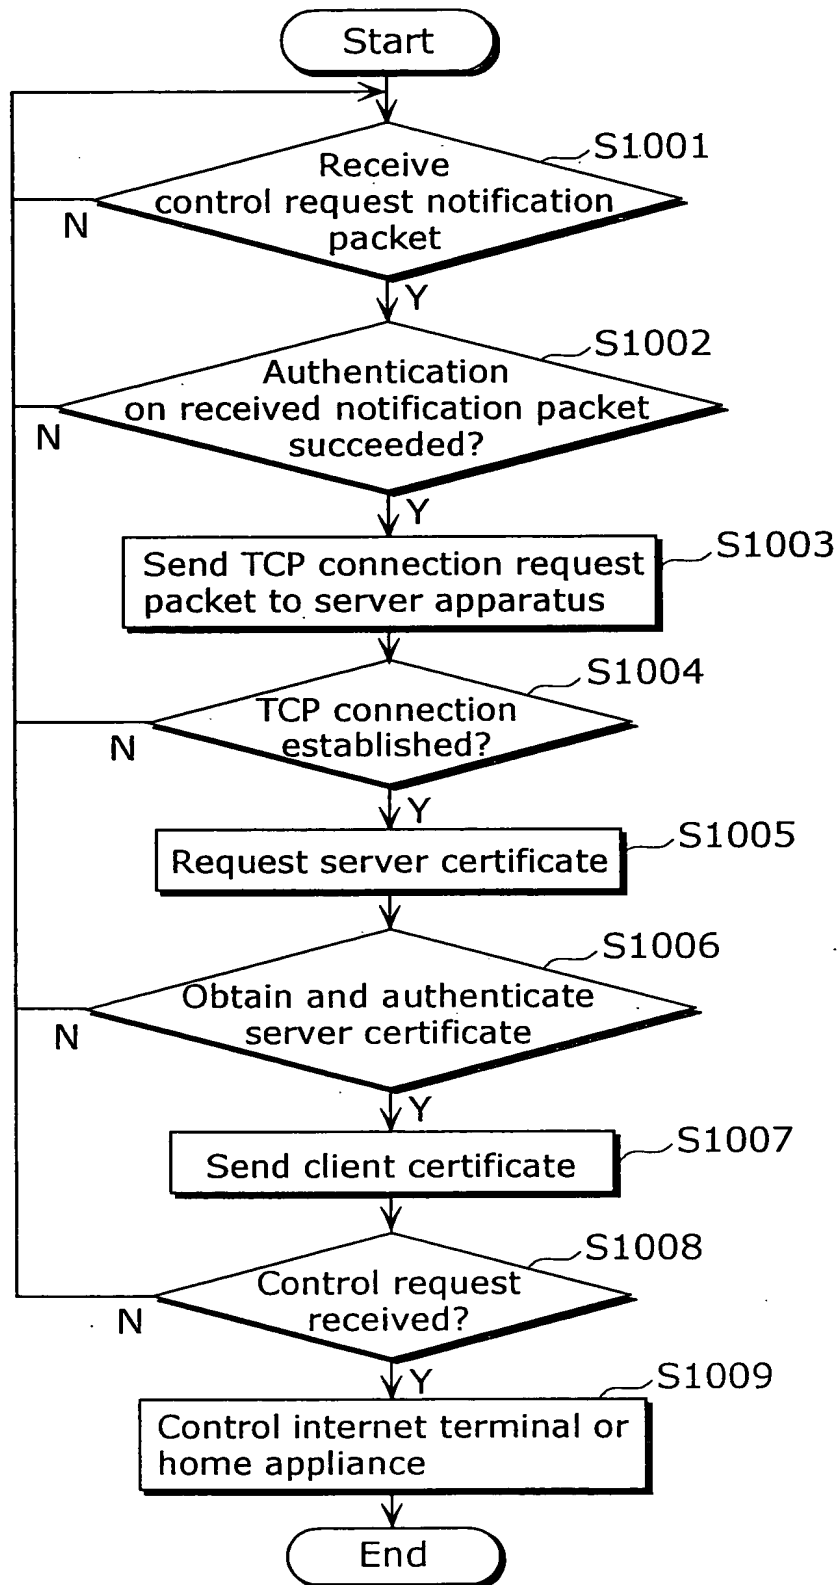 Start
S1001
Receive
control request notification
packet
N
Y
S1002
Authentication
on received notification packet
succeeded?
N
Y
S1003
Send TCP connection request
packet to server apparatus
S1004
TCP connection
established?
N
Y
S1005
Request server certificate
S1006
Obtain and authenticate
server certificate
N
Y
S1007
Send client certificate
S1008
Control request
received?
N
Y
S1009
Control internet terminal or
home appliance
End